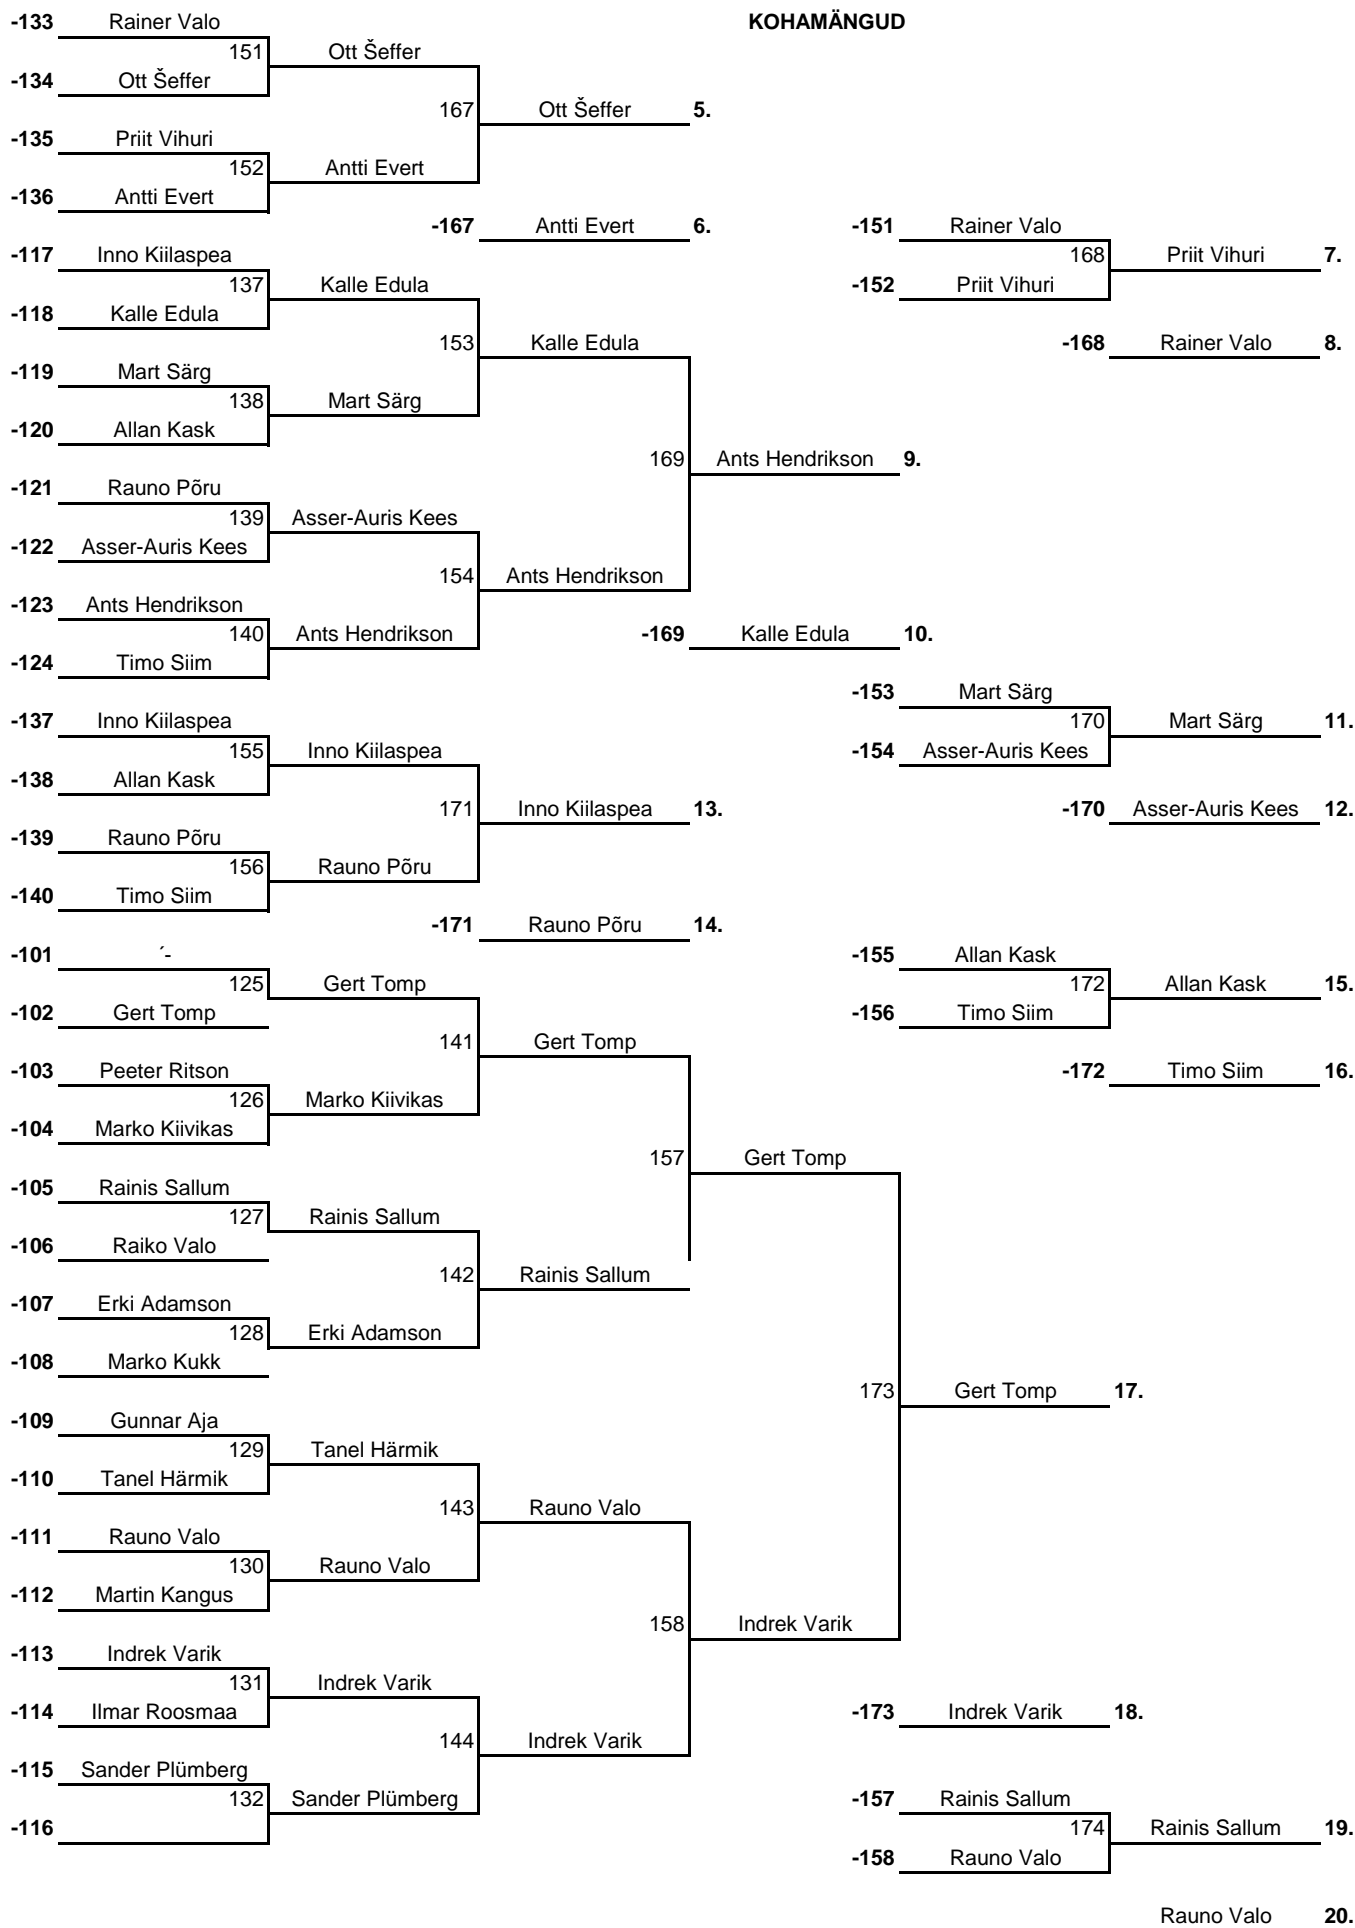 -133 Rainer Valo KOHAMÄNGUD
151 Ott Šeffer
-134 Ott Šeffer
167 Ott Šeffer 5.
-135 Priit Vihuri
152 Antti Evert
-136 Antti Evert
-167 Antti Evert 6. -151 Rainer Valo
-117 Inno Kiilaspea 168 Priit Vihuri 7.
137 Kalle Edula -152 Priit Vihuri
-118 Kalle Edula
153 Kalle Edula -168 Rainer Valo 8.
-119 Mart Särg
138 Mart Särg
-120 Allan Kask
169 Ants Hendrikson 9.
-121 Rauno Põru
139 Asser-Auris Kees
-122 Asser-Auris Kees
154 Ants Hendrikson
-123 Ants Hendrikson
140 Ants Hendrikson -169 Kalle Edula 10.
-124 Timo Siim
-153 Mart Särg
-137 Inno Kiilaspea 170 Mart Särg 11.
155 Inno Kiilaspea -154 Asser-Auris Kees
-138 Allan Kask
171 Inno Kiilaspea 13. -170 Asser-Auris Kees 12.
-139 Rauno Põru
156 Rauno Põru
-140 Timo Siim
-171 Rauno Põru 14.
-101 ´- -155 Allan Kask
125 Gert Tomp 172 Allan Kask 15.
-102 Gert Tomp -156 Timo Siim
141 Gert Tomp
-103 Peeter Ritson -172 Timo Siim 16.
126 Marko Kiivikas
-104 Marko Kiivikas
157 Gert Tomp
-105 Rainis Sallum
127 Rainis Sallum
-106 Raiko Valo
142 Rainis Sallum
-107 Erki Adamson
128 Erki Adamson
-108 Marko Kukk
173 Gert Tomp 17.
-109 Gunnar Aja
129 Tanel Härmik
-110 Tanel Härmik
143 Rauno Valo
-111 Rauno Valo
130 Rauno Valo
-112 Martin Kangus
158 Indrek Varik
-113 Indrek Varik
131 Indrek Varik
-114 Ilmar Roosmaa -173 Indrek Varik 18.
144 Indrek Varik
-115 Sander Plümberg
132 Sander Plümberg -157 Rainis Sallum
-116 174 Rainis Sallum 19.
-158 Rauno Valo
Rauno Valo 20.